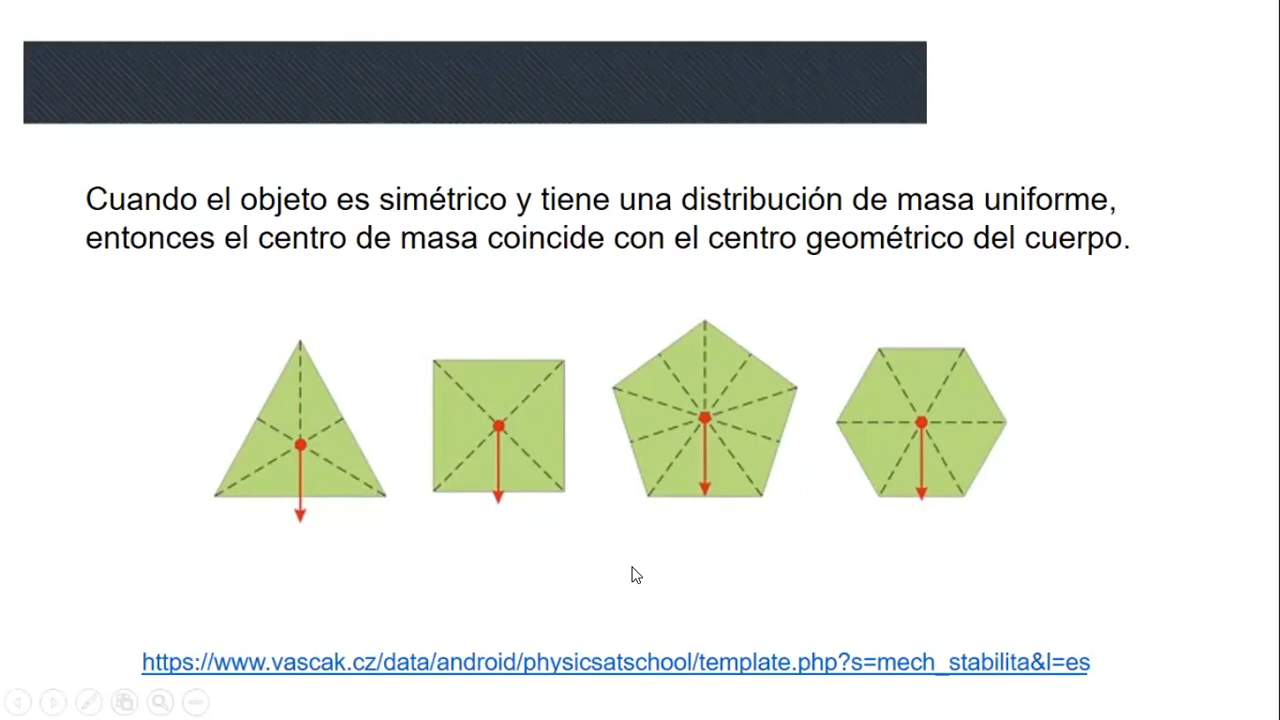 Cuando el objeto es simétrico y tiene una distribución de masa uniforme,
entonces el centro de masa coincide con el centro geométrico del cuerpo.
https://www.vascak.cz/data/android/physicsatschool/template.php?s=mech_stabilita&l=es